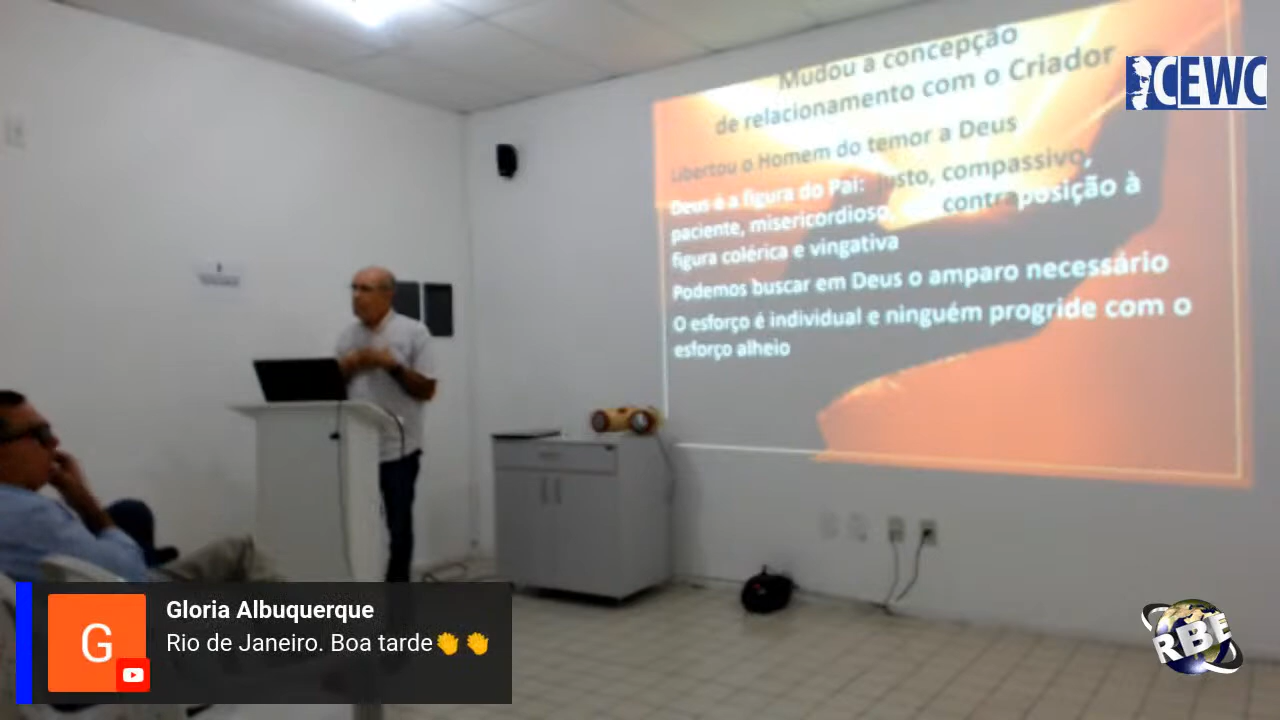 Mudou a concepção
de relacionamento com o Criador
Libertou o Homem do temor a Deus
Deus é a figura do Pai: justo, compassivo,
paciente, misericordioso, contraposição à
figura colérica e vingativa
Podemos buscar em Deus o amparo necessário
O esforço é individual e ninguém progride com o
esforço alheio
CEWC
G
Gloria Albuquerque
Rio de Janeiro. Boa tarde👏👏
RBE